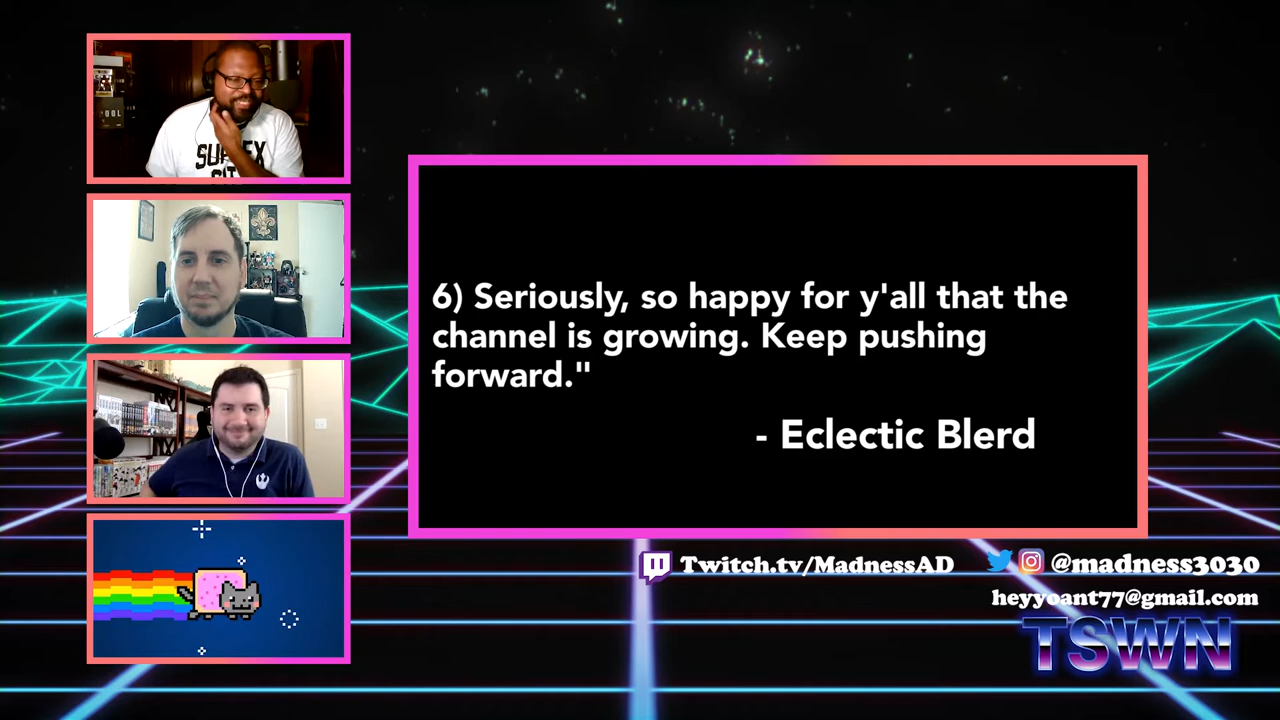 6) Seriously, so happy for y'all that the
channel is growing. Keep pushing
forward."
- Eclectic Blerd
Twitch.tv/MadnessAD
@madness3030
heyyoant77@gmail.com
TSWN